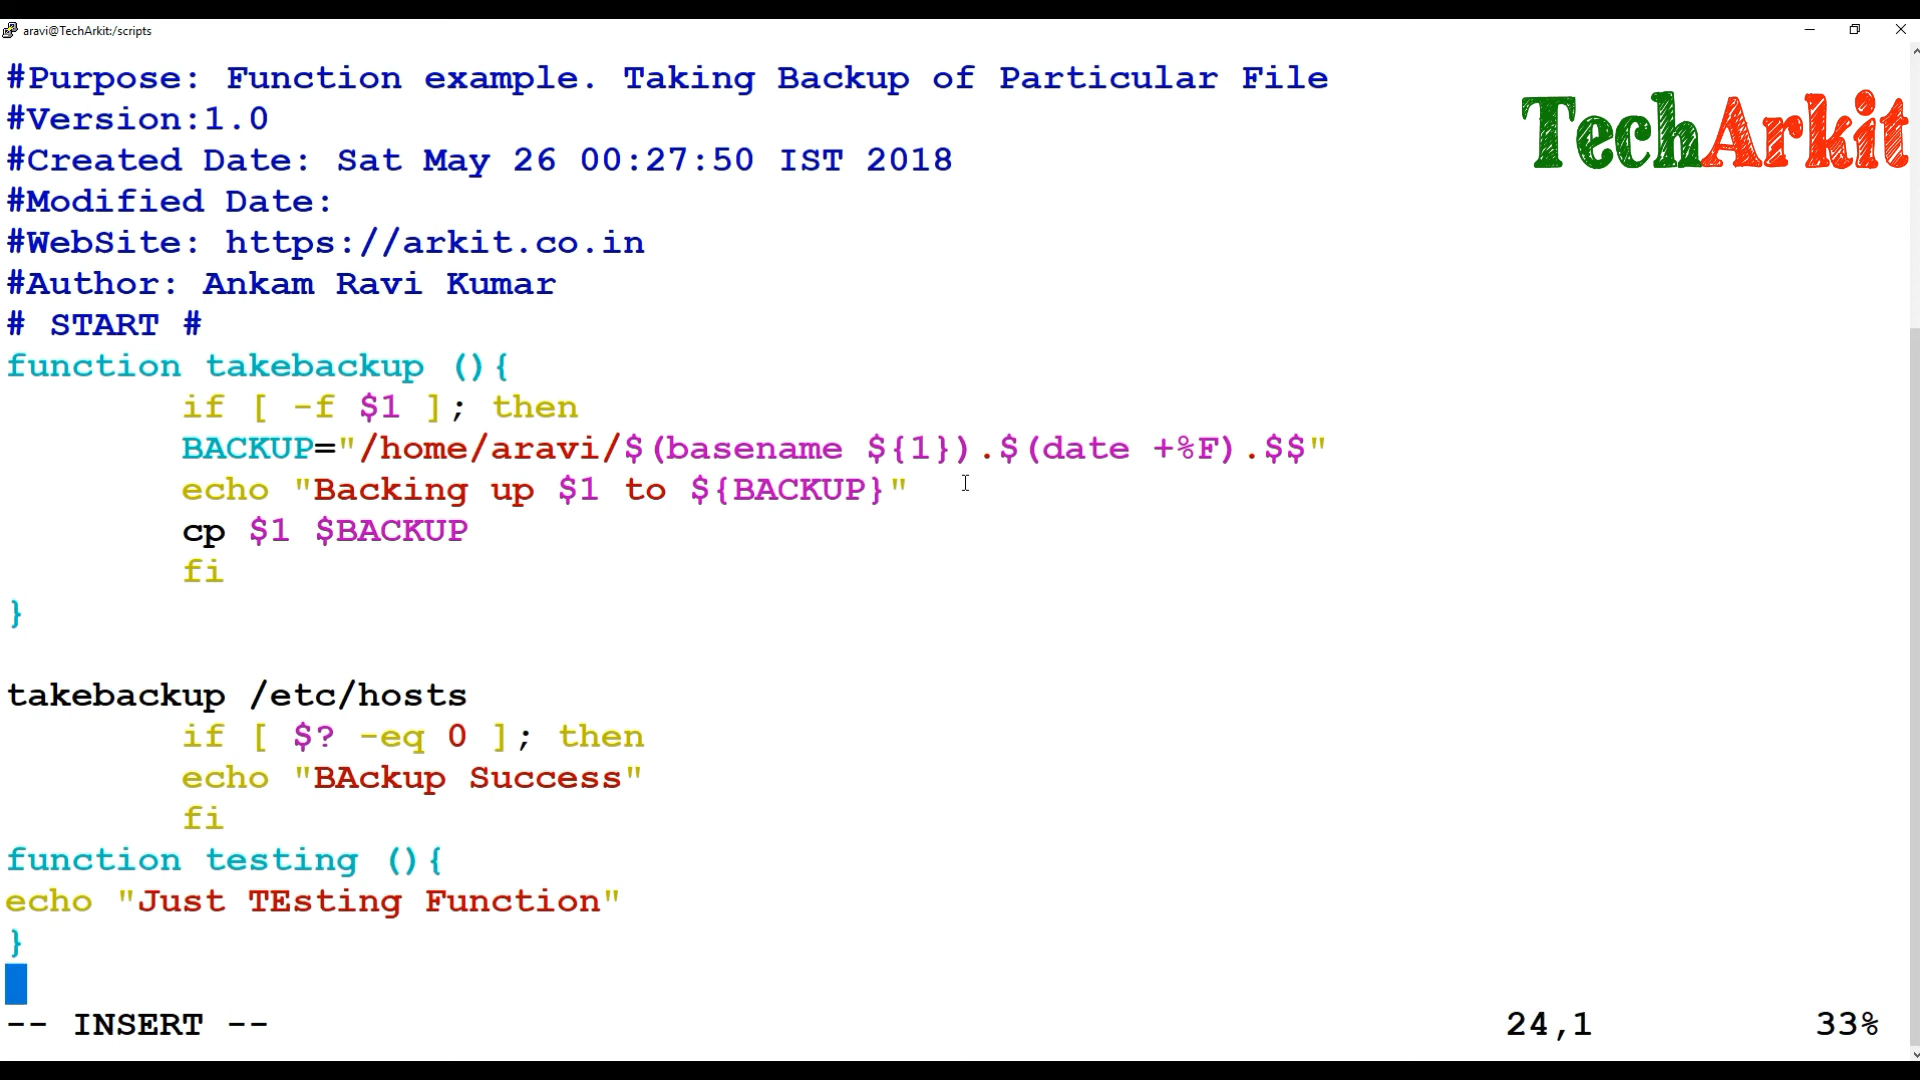 aravi@TechArkit:/scripts
#Purpose: Function example. Taking Backup of Particular File
TechArkit
#Version:1.0
#Created Date: Sat May 26 00:27:50 IST 2018
#Modified Date:
#WebSite: https://arkit.co.in
#Author: Ankam Ravi Kumar
# START #
function takebackup (){
        if [ -f $1 ]; then
        BACKUP="/home/aravi/$(basename ${1}).$(date +%F).$$"
        echo "Backing up $1 to ${BACKUP}"
        cp $1 $BACKUP
        fi
}
takebackup /etc/hosts
        if [ $? -eq 0 ]; then
        echo "BAckup Success"
        fi
function testing (){
echo "Just TEsting Function"
}
-- INSERT -- 24,1 33%